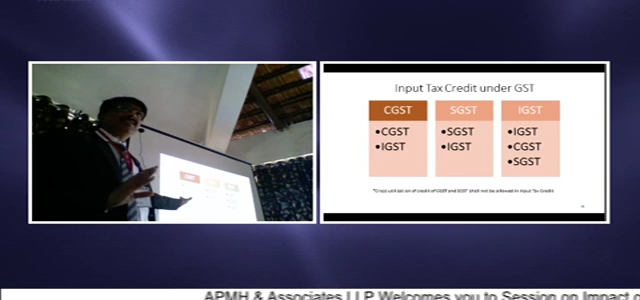 Input Tax Credit under GST
CGST SGST IGST
•CGST •SGST •IGST
•IGST •IGST •CGST
•SGST
*Cross utilization of credit of CGST and SGST shall not be allowed in Input Tax Credit
APMH & Associates LLP Welcomes you to Session on Impact